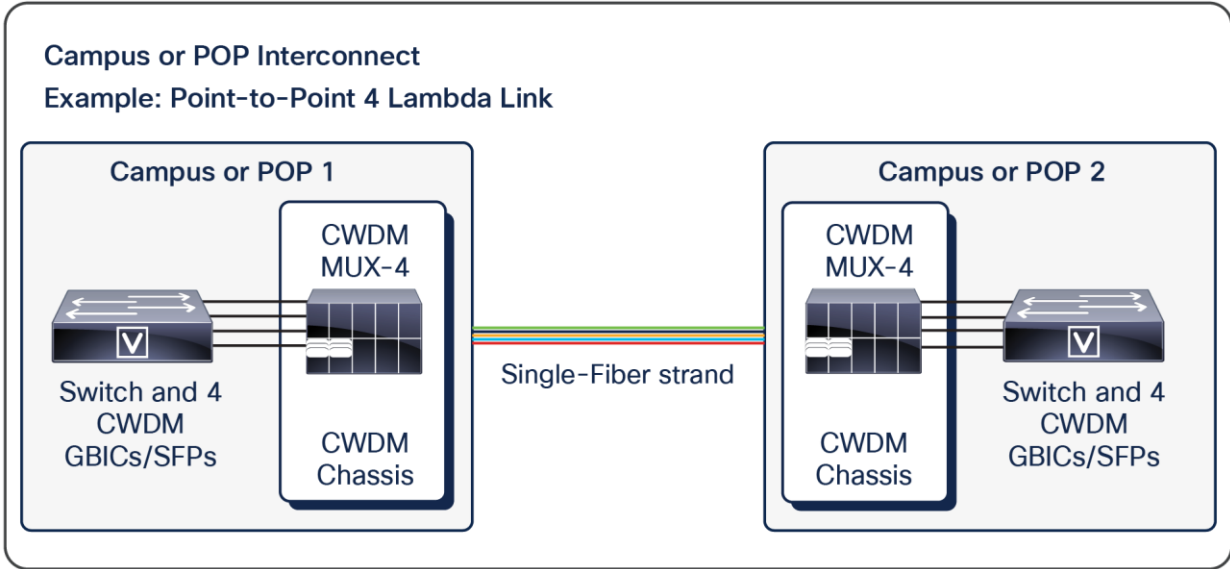 Campus or POP Interconnect
Example: Point-to-Point 4 Lambda Link
Campus or POP 1
CWDM
MUX-4
V
Switch and 4
CWDM
GBICs/SFPs
CWDM
Chassis
Single-Fiber strand
Campus or POP 2
CWDM
MUX-4
CWDM
Chassis
V
Switch and 4
CWDM
GBICs/SFPs